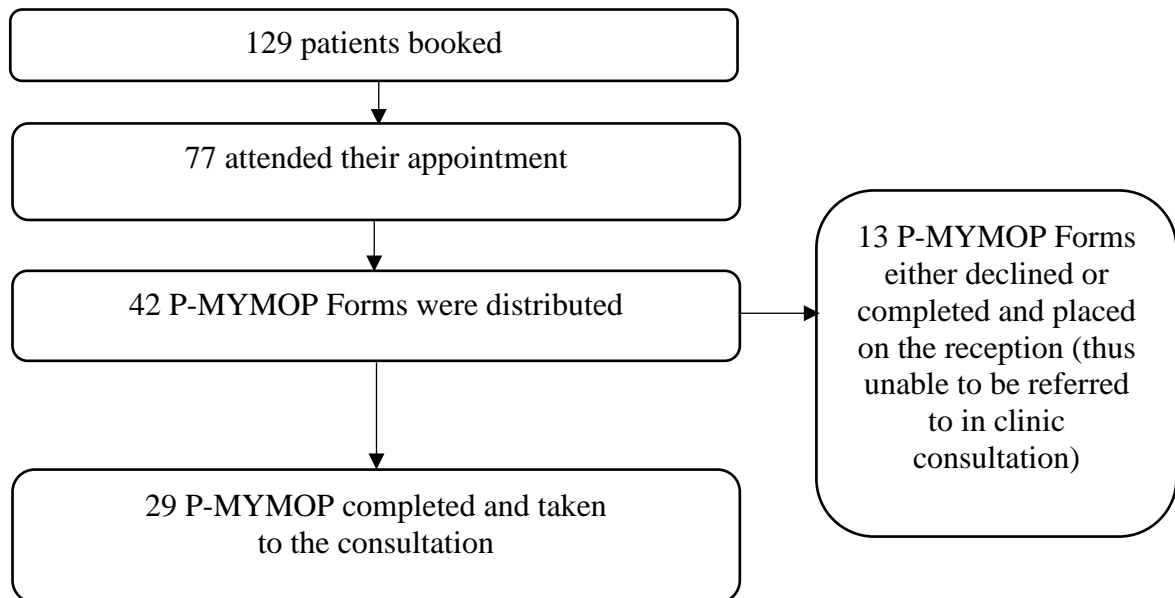 129 patients booked
77 attended their appointment
42 P-MYMOP Forms were distributed
13 P-MYMOP Forms
either declined or
completed and placed
on the reception (thus
unable to be referred
to in clinic
consultation)
29 P-MYMOP completed and taken
to the consultation